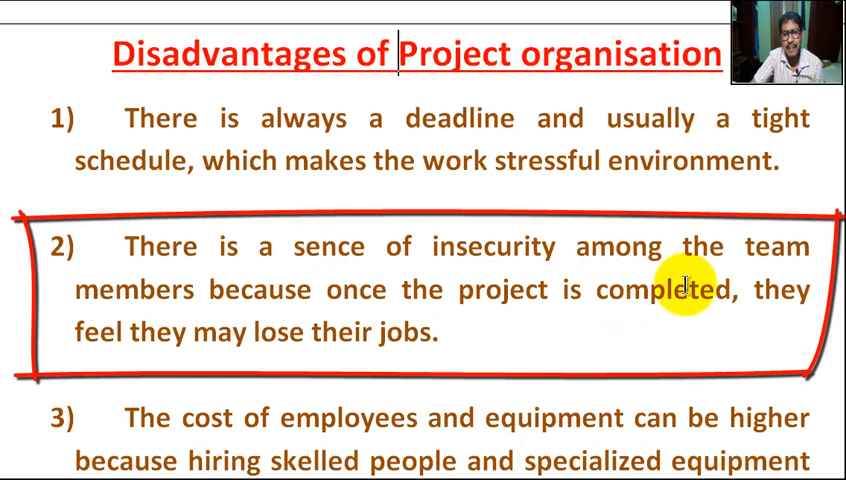 Disadvantages of Project organisation
1) There is always a deadline and usually a tight
schedule, which makes the work stressful environment.
2) There is a sence of insecurity among the team
members because once the project is completed, they
feel they may lose their jobs.
3) The cost of employees and equipment can be higher
because hiring skelled people and specialized equipment